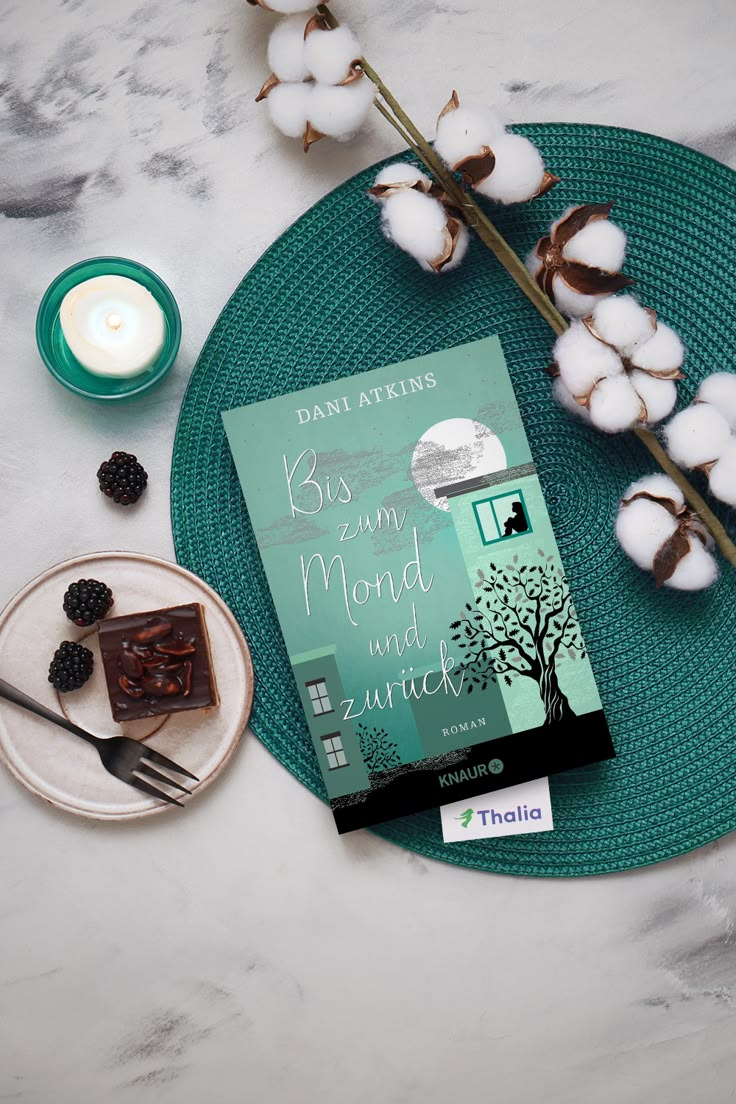 DANI ATKINS
Bis
zum
Mond
und
zurück
ROMAN
KNAUR
Thalia